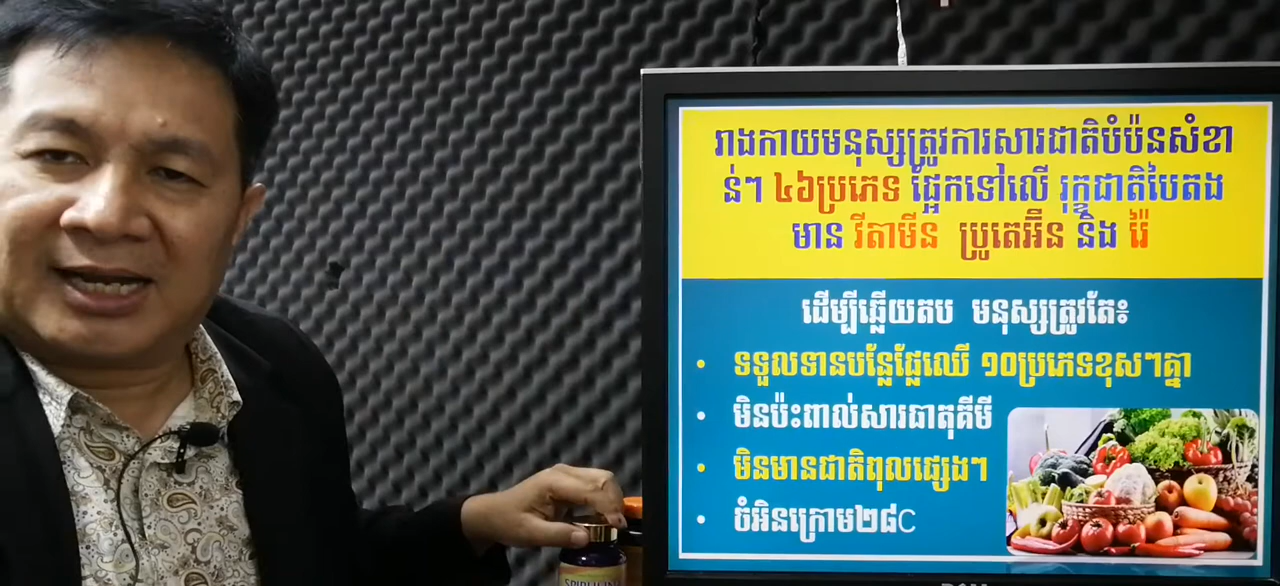 រាងកាយមនុស្សត្រូវការសារជាតិបំប៉នសំខា
ន់ៗ ៤៦ប្រភេទ ផ្អែកទៅលើ រុក្ខជាតិបៃតង
មាន វីតាមីន ប្រូតេអ៊ីន និង រ៉ែ
ដើម្បីឆ្លើយតប មនុស្សត្រូវតែ៖
• ទទួលទានបន្លែផ្លែឈើ ១០ប្រភេទខុសៗគ្នា
• មិនប៉ះពាល់សារធាតុគីមី
• មិនមានជាតិពុលផ្សេងៗ
• ចំអិនក្រោម២៨C
SPIRULINA